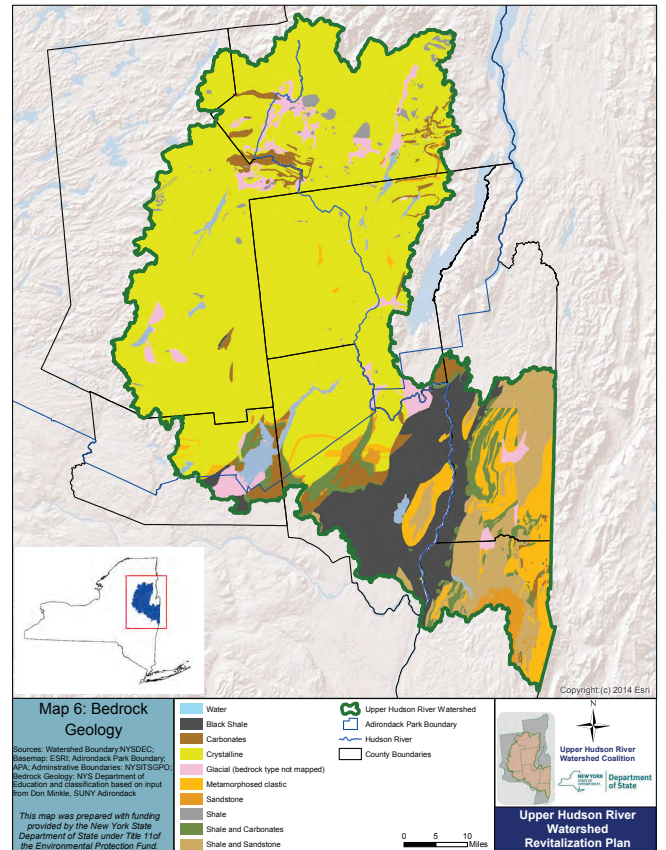 Copyright:(c) 2014 Esri
Map 6: Bedrock
Geology
Sources: Watershed Boundary:NYSDEC;
Basemap: ESRI; Adirondack Park Boundary;
APA; Adminstrative Boundaries: NYSITSGPO;
Bedrock Geology: NYS Department of
Education and classification based on input
from Don Minkle, SUNY Adirondack
This map was prepared with funding
provided by the New York State
Department of State under Title 11of
the Environmental Protection Fund.
Water
Black Shale
Carbonates
Crystalline
Glacial (bedrock type not mapped)
Metamorphosed clastic
Sandstone
Shale
Shale and Carbonates
Shale and Sandstone
Upper Hudson River Watershed
Adirondack Park Boundary
Hudson River
County Boundaries
0 5 10
Miles
N
Upper Hudson River
Watershed Coalition
NEW YORK
STATE OF
OPPORTUNITY.
Department
of State
Upper Hudson River
Watershed
Revitalization Plan